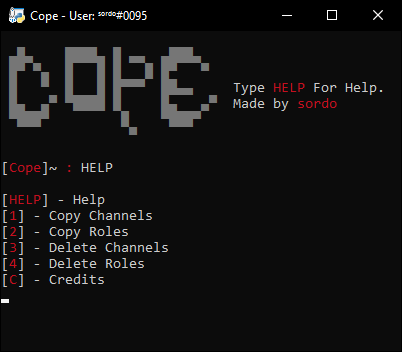 Cope - User: ˢᵒʳᵈᵒ#0095
COPE
Type HELP For Help.
Made by sordo
[Cope]~ : HELP
[HELP] - Help
[1] - Copy Channels
[2] - Copy Roles
[3] - Delete Channels
[4] - Delete Roles
[C] - Credits